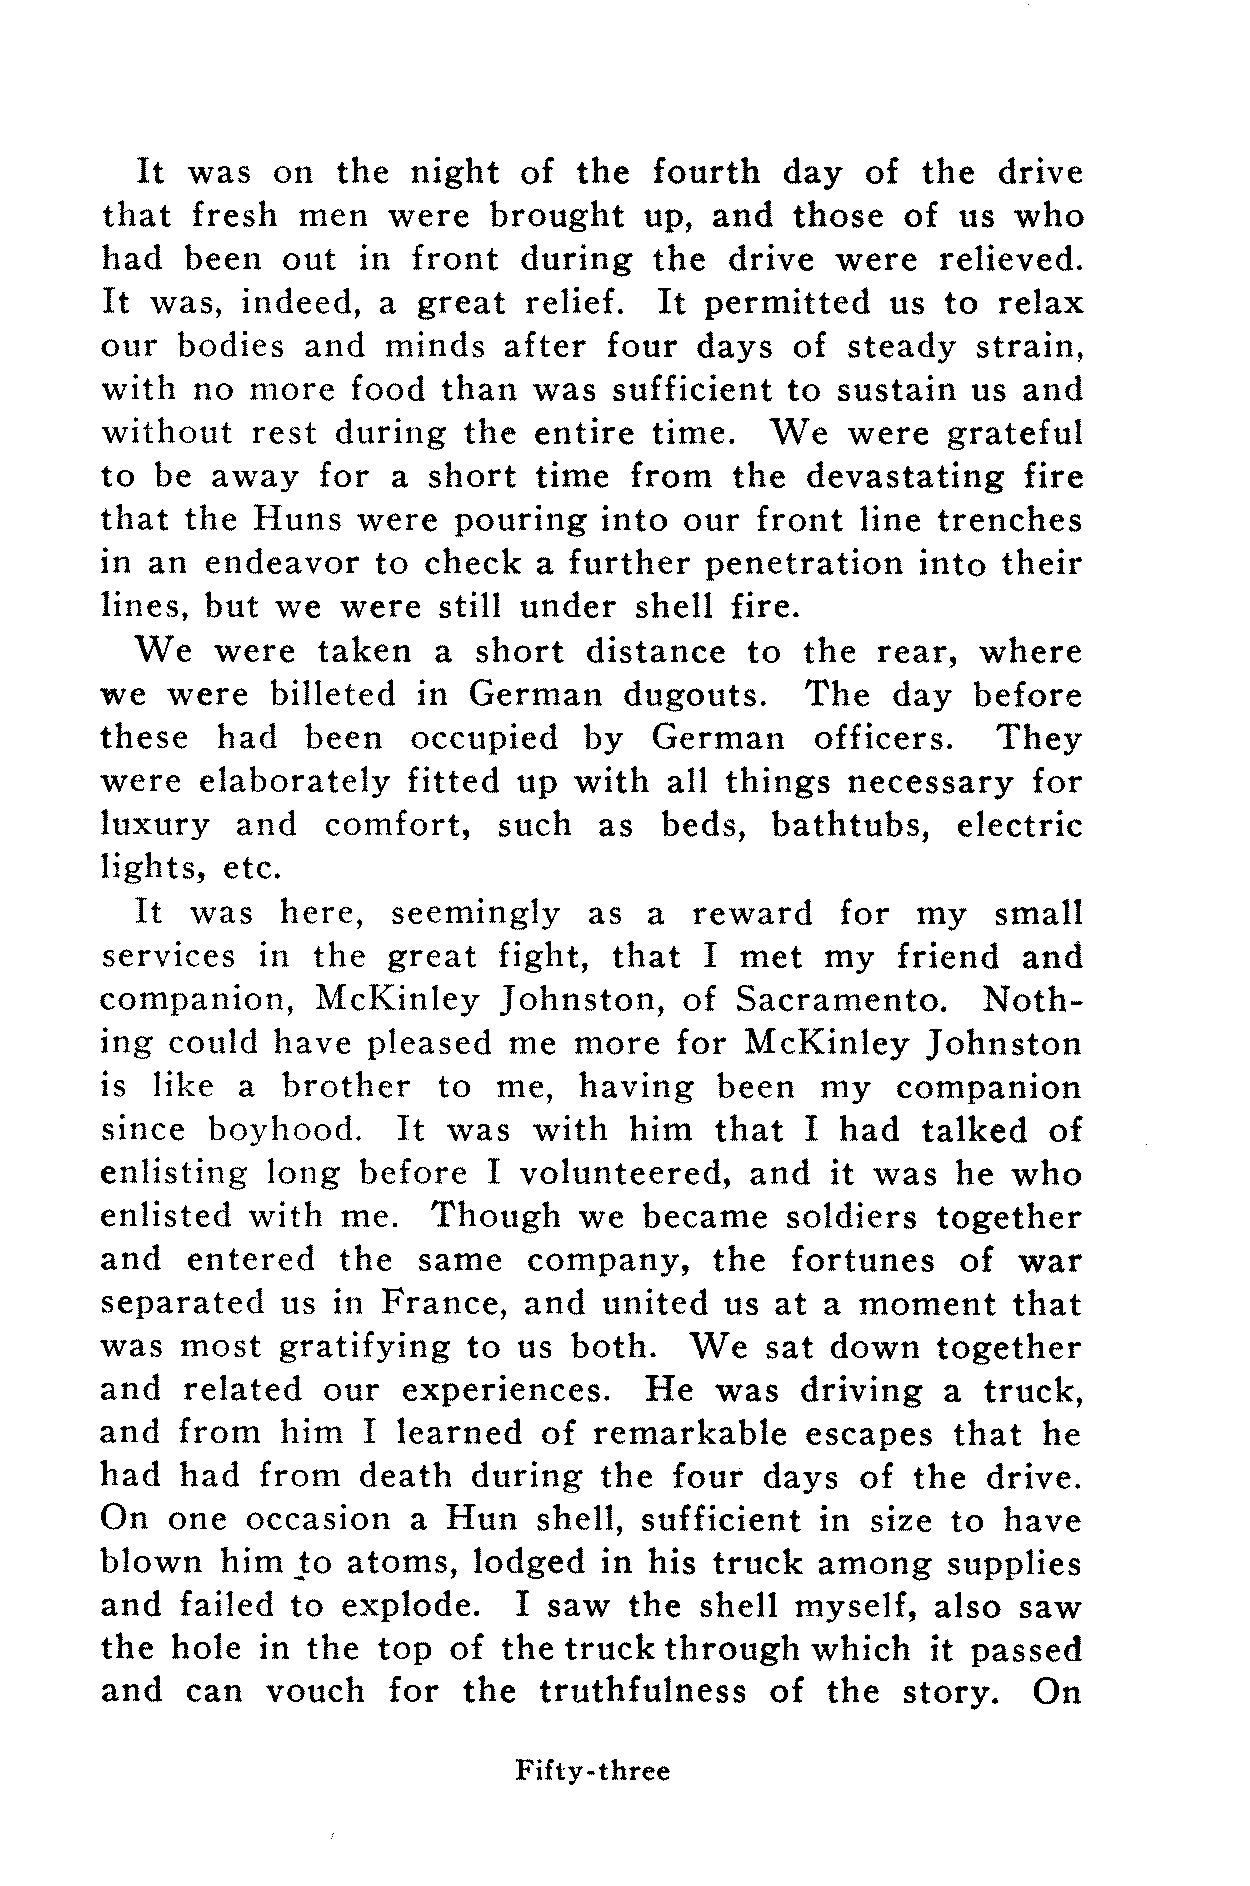 It was on the night of the fourth day of the drive
that fresh men were brought up, and those of us who
had been out in front during the drive were relieved.
It was, indeed, a great relief. It permitted us to relax
our bodies and minds after four days of steady strain,
with no more food than was sufficient to sustain us and
without rest during the entire time. We were grateful
to be away for a short time from the devastating fire
that the Huns were pouring into our front line trenches
in an endeavor to check a further penetration into their
lines, but we were still under shell fire.
We were taken a short distance to the rear, where
we were billeted in German dugouts. The day before
these had been occupied by German officers. They
were elaborately fitted up with all things necessary for
luxury and comfort, such as beds, bathtubs, electric
lights, etc.
It was here, seemingly as a reward for my small
services in the great fight, that I met my friend and
companion, McKinley Johnston, of Sacramento. Noth-
ing could have pleased me more for McKinley Johnston
is like a brother to me, having been my companion
since boyhood. It was with him that I had talked of
enlisting long before I volunteered, and it was he who
enlisted with me. Though we became soldiers together
and entered the same company, the fortunes of war
separated us in France, and united us at a moment that
was most gratifying to us both. We sat down together
and related our experiences. He was driving a truck,
and from him I learned of remarkable escapes that he
had had from death during the four days of the drive.
On one occasion a Hun shell, sufficient in size to have
blown him to atoms, lodged in his truck among supplies
and failed to explode. I saw the shell myself, also saw
the hole in the top of the truck through which it passed
and can vouch for the truthfulness of the story. On
Fifty-three